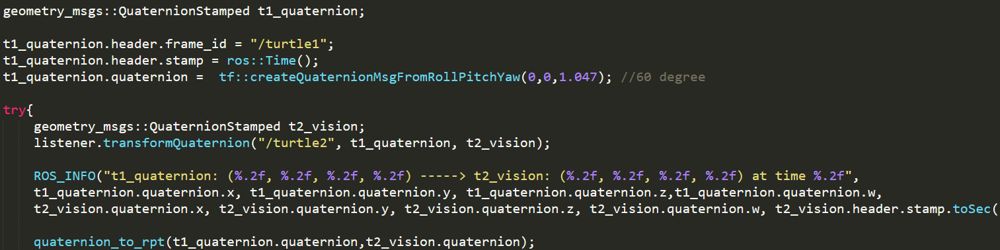 geometry_msgs::QuaternionStamped t1_quaternion;
t1_quaternion.header.frame_id = "/turtle1";
t1_quaternion.header.stamp = ros::Time();
t1_quaternion.quaternion =  tf::createQuaternionMsgFromRollPitchYaw(0,0,1.047); //60 degree
try{
    geometry_msgs::QuaternionStamped t2_vision;
    listener.transformQuaternion("/turtle2", t1_quaternion, t2_vision);
    ROS_INFO("t1_quaternion: (%.2f, %.2f, %.2f, %.2f) -----> t2_vision: (%.2f, %.2f, %.2f, %.2f) at time %.2f",
    t1_quaternion.quaternion.x, t1_quaternion.quaternion.y, t1_quaternion.quaternion.z,t1_quaternion.quaternion.w,
    t2_vision.quaternion.x, t2_vision.quaternion.y, t2_vision.quaternion.z, t2_vision.quaternion.w, t2_vision.header.stamp.toSec(
    quaternion_to_rpt(t1_quaternion.quaternion,t2_vision.quaternion);